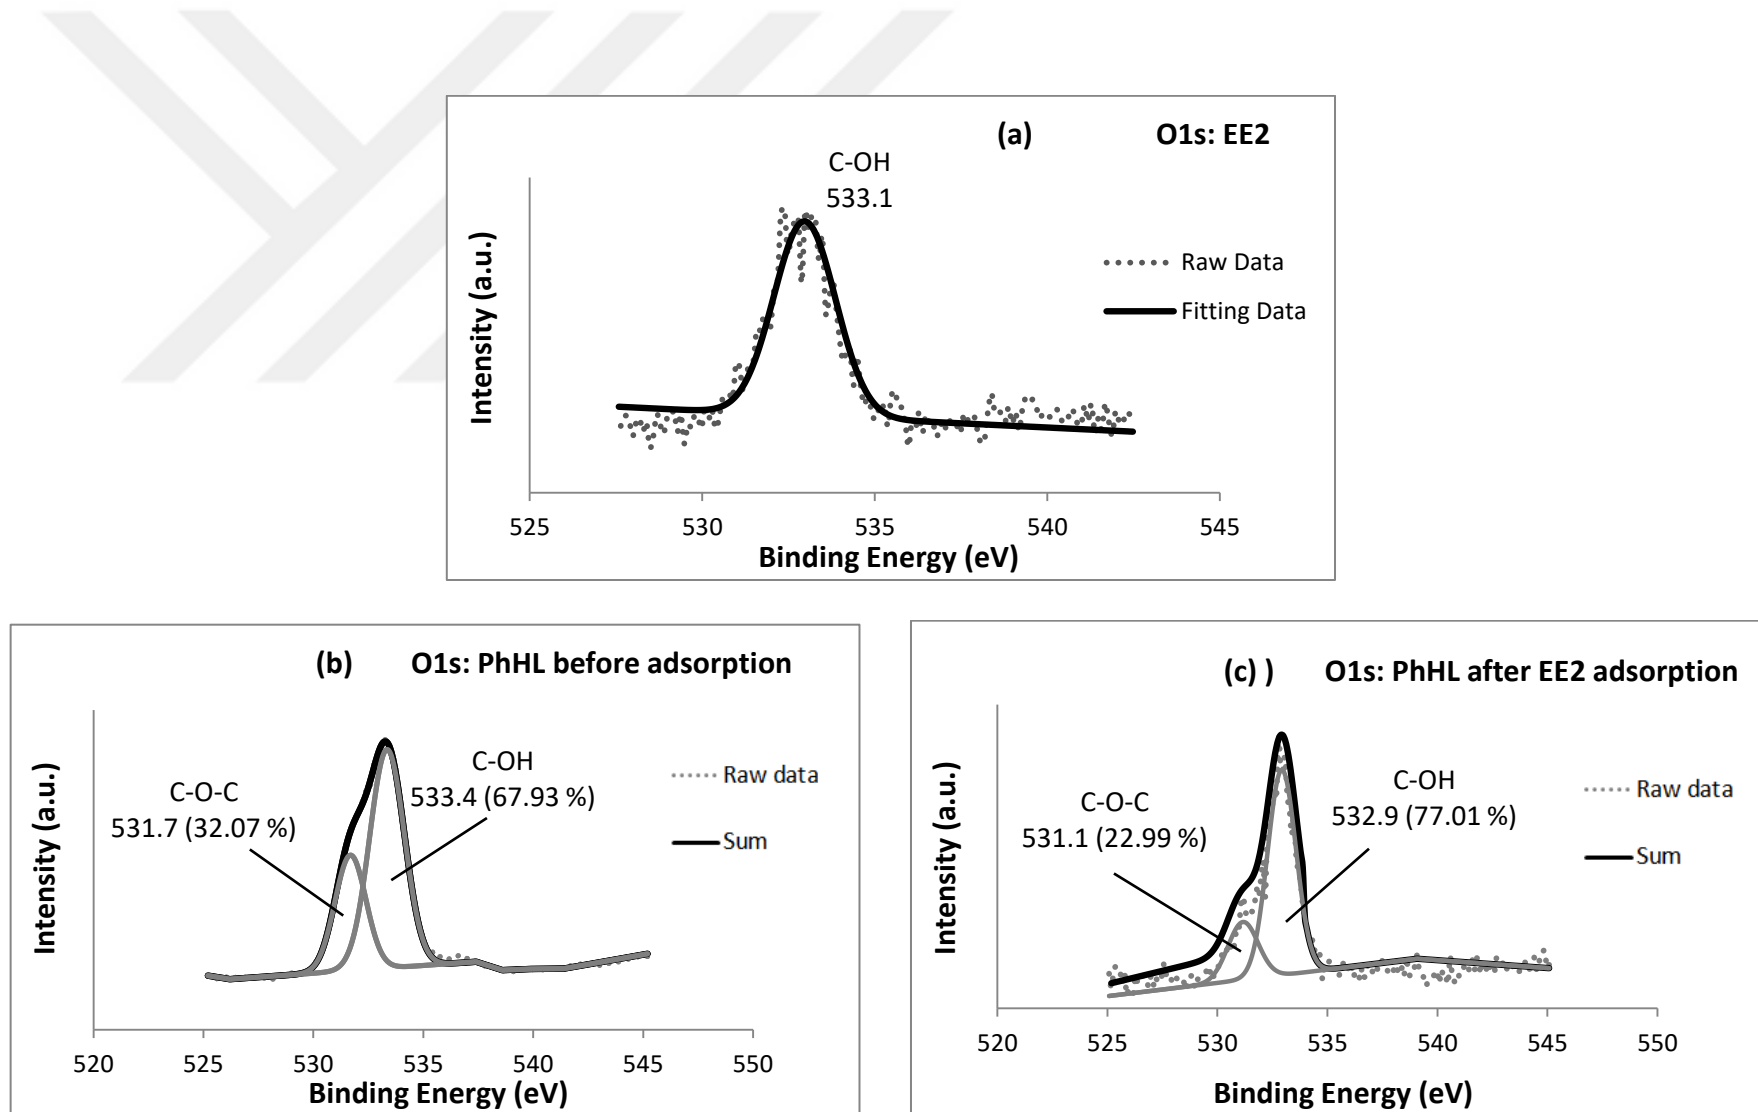 (a) O1s: EE2
C-OH
533.1
Intensity (a.u.)
Raw Data
Fitting Data
525 530 535 540 545
Binding Energy (eV)
(b) O1s: PhHL before adsorption
C-O-C
531.7 (32.07 %)
C-OH
533.4 (67.93 %)
Intensity (a.u.)
Raw data
Sum
520 525 530 535 540 545 550
Binding Energy (eV)
(c) ) O1s: PhHL after EE2 adsorption
C-O-C
531.1 (22.99 %)
C-OH
532.9 (77.01 %)
Intensity (a.u.)
Raw data
Sum
520 525 530 535 540 545 550
Binding Energy (eV)